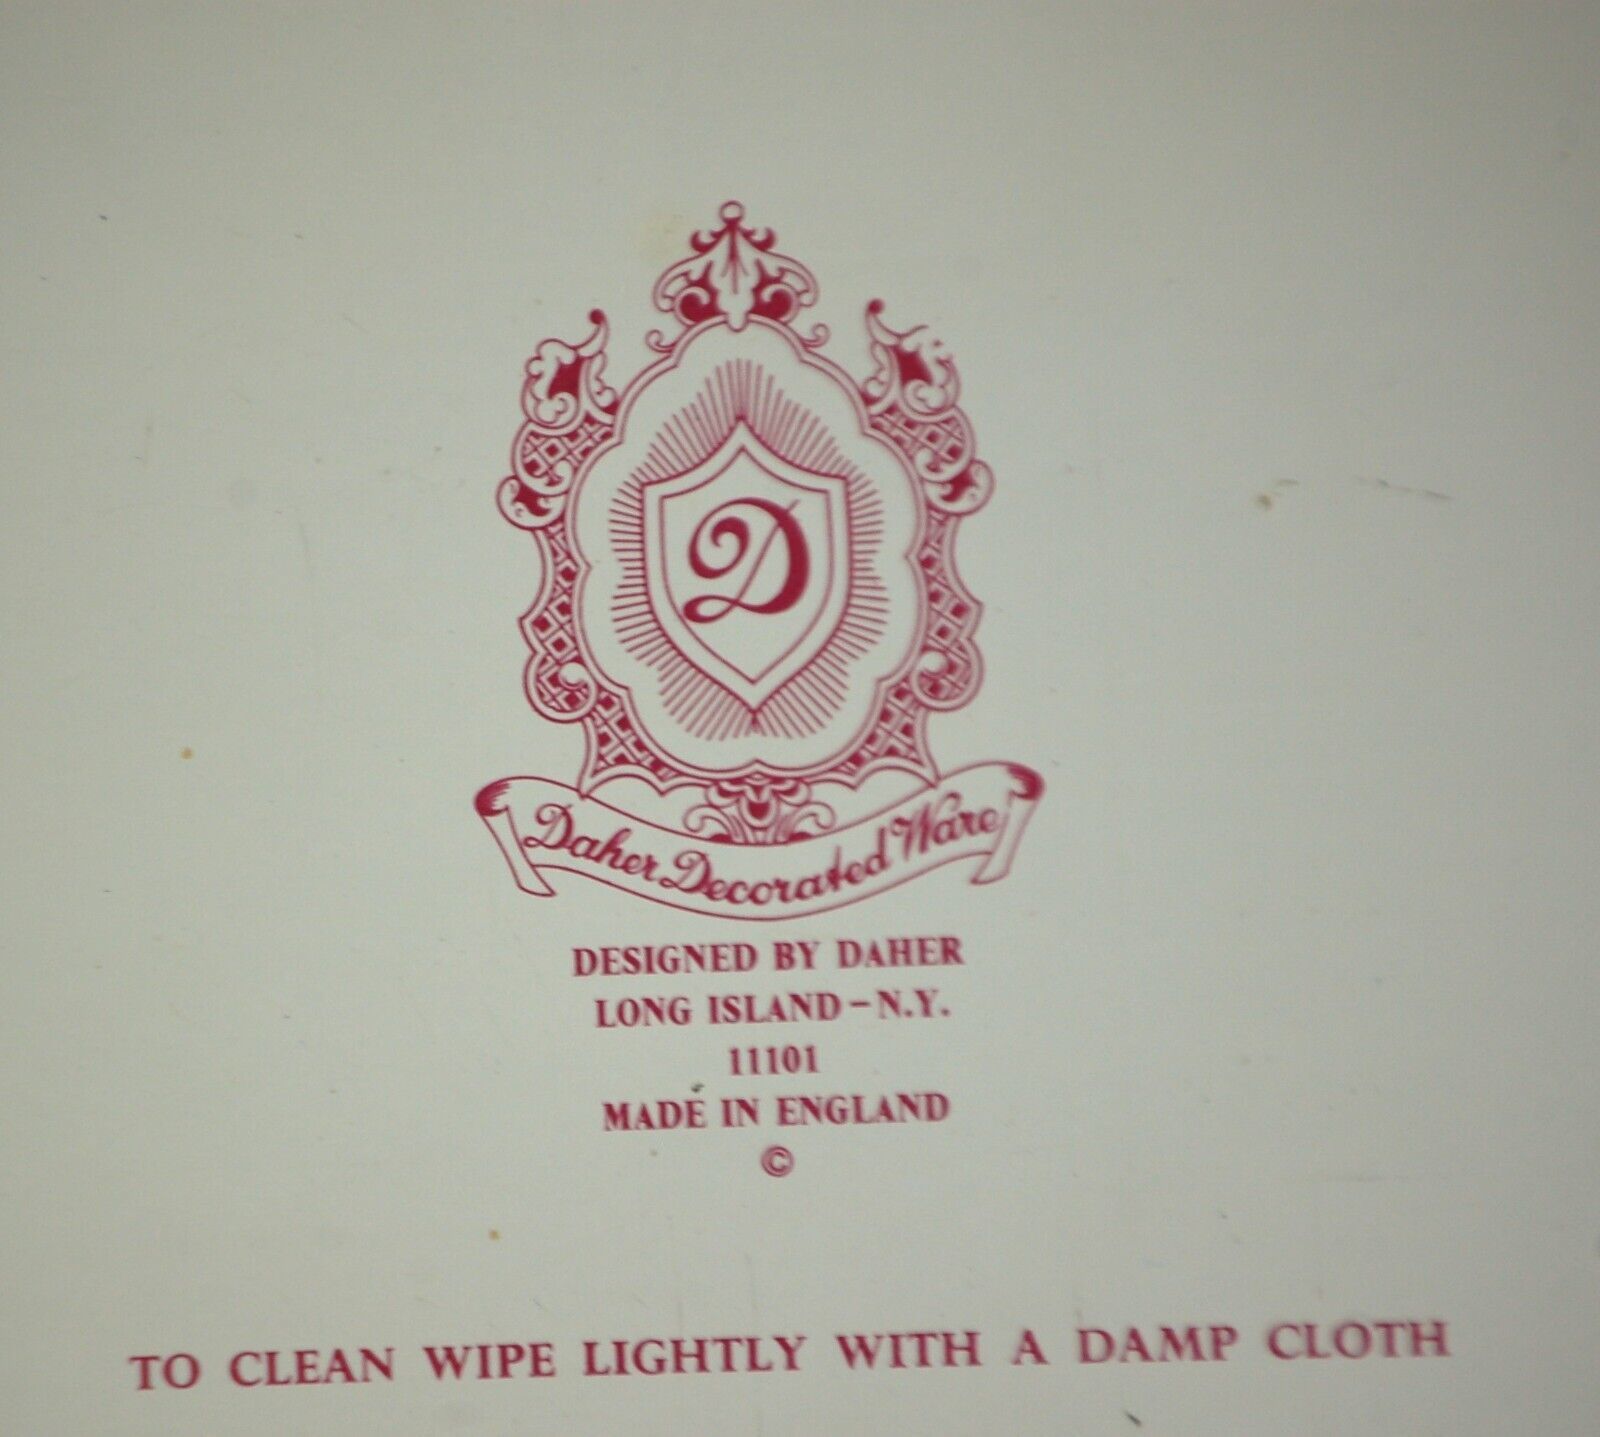 D
Daher Decorated Ware
DESIGNED BY DAHER
LONG ISLAND – N.Y.
11101
MADE IN ENGLAND
©
TO CLEAN WIPE LIGHTLY WITH A DAMP CLOTH